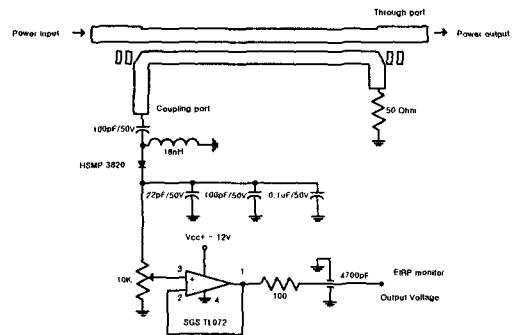 Through port
Power input
Power output
Coupling port
100pF/50V
50 Ohm
18nH
HSMP 3820
22pF/50V
100pF/50V
0.1uF/50V
Vcc+ - 12V
10K
3
+
2
-
1
4
100
4700pF
EIRP monitor
Output Voltage
SGS TL072